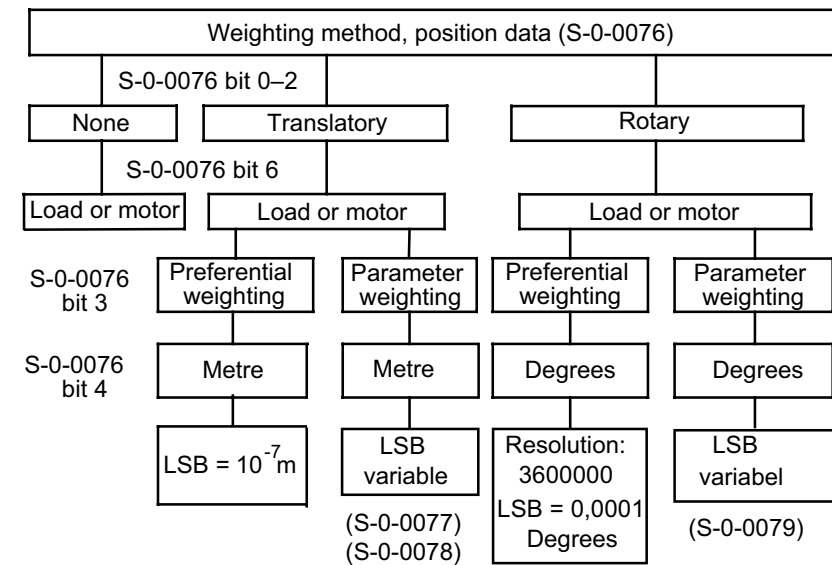 Weighting method, position data (S-0-0076)
S-0-0076 bit 0–2
None
Translatory
Rotary
S-0-0076 bit 6
Load or motor
Load or motor
Load or motor
S-0-0076
bit 3
Preferential
weighting
Parameter
weighting
Preferential
weighting
Parameter
weighting
S-0-0076
bit 4
Metre
Metre
Degrees
Degrees
LSB = 10⁻⁷m
LSB
variable
(S-0-0077)
(S-0-0078)
Resolution:
3600000
LSB = 0,0001
Degrees
LSB
variabel
(S-0-0079)